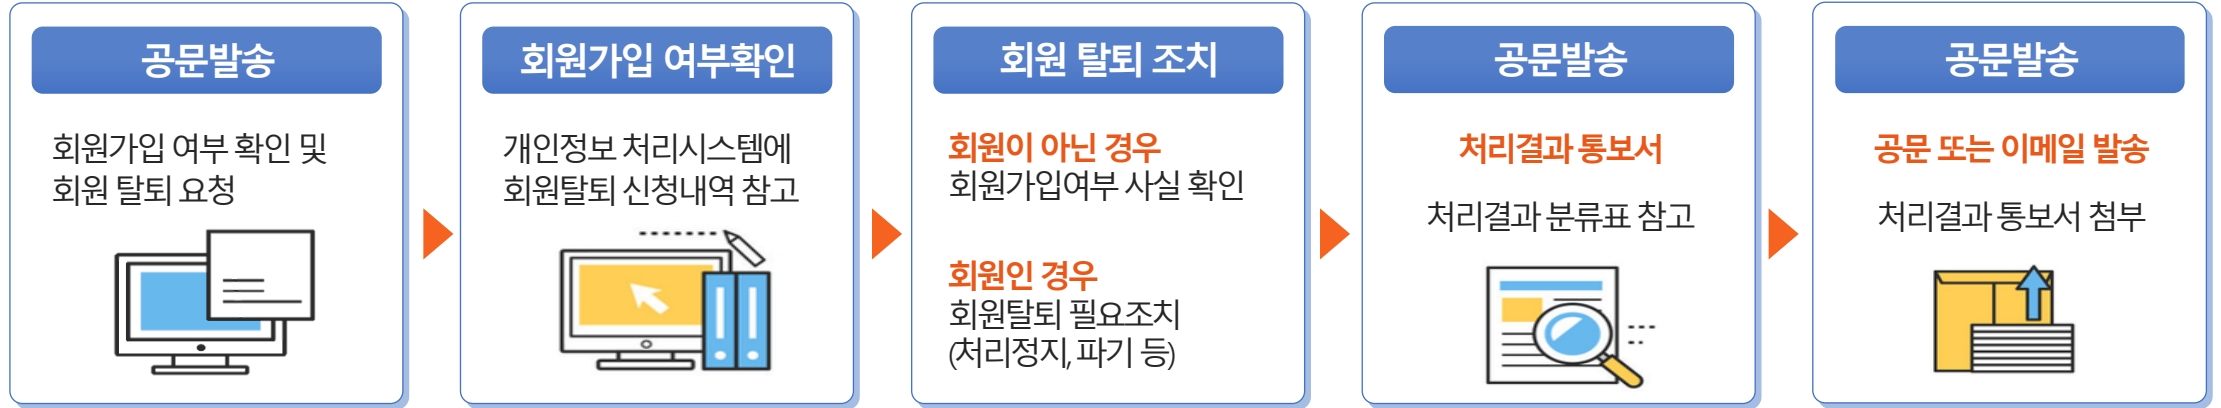 공문발송
회원가입 여부 확인 및
회원 탈퇴 요청
회원가입 여부확인
개인정보 처리시스템에
회원탈퇴 신청내역 참고
회원 탈퇴 조치
회원이 아닌 경우
회원가입여부 사실 확인
회원인 경우
회원탈퇴 필요조치
(처리정지, 파기 등)
공문발송
처리결과 통보서
처리결과 분류표 참고
공문발송
공문 또는 이메일 발송
처리결과 통보서 첨부